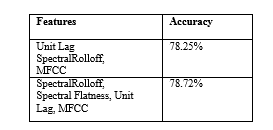 Features Accuracy
Unit Lag 78.25%
SpectralRolloff,
MFCC
SpectralRolloff, 78.72%
Spectral Flatness, Unit
Lag, MFCC